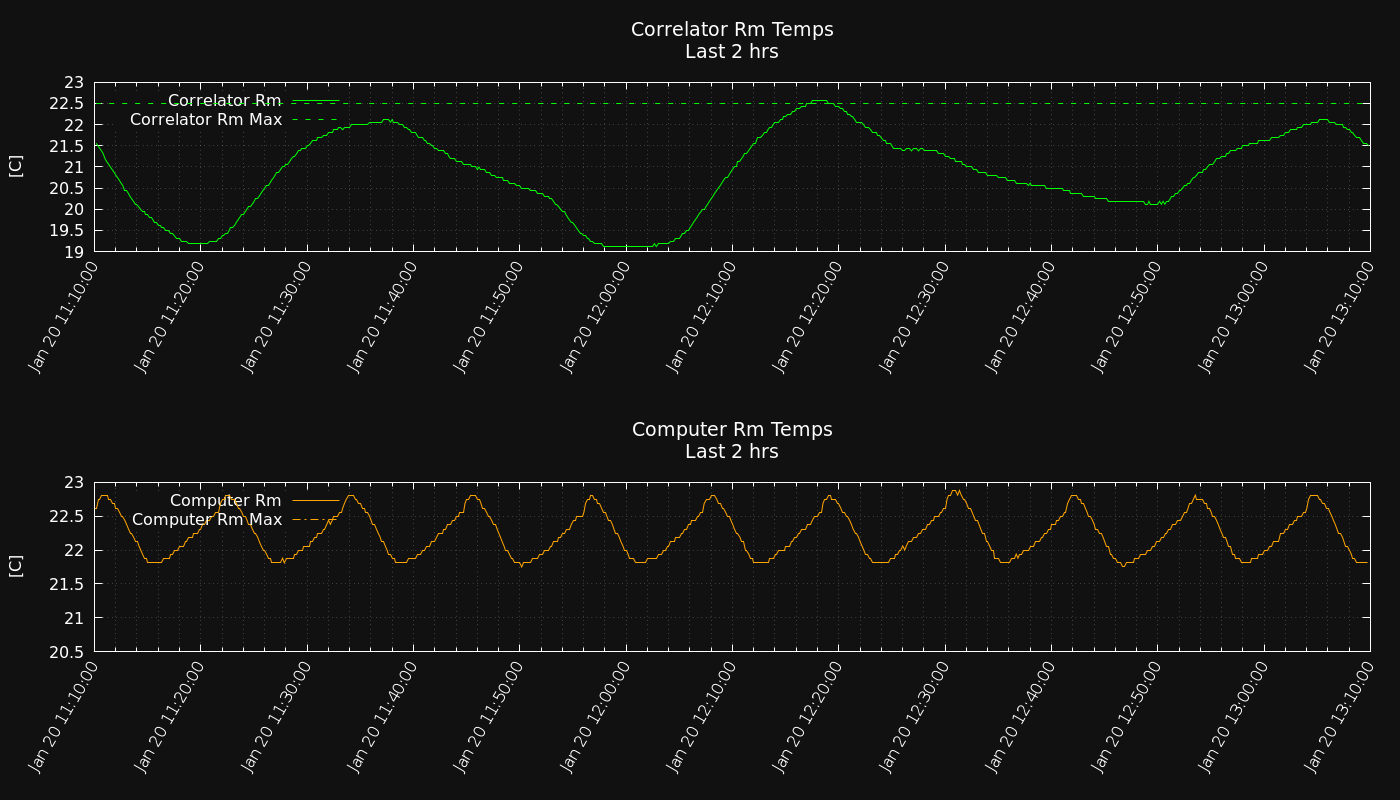 Correlator Rm Temps
Last 2 hrs
23
22.5
22
21.5
21
20.5
20
19.5
19
[C]
Correlator Rm
Correlator Rm Max
Jan 20 11:10:00
Jan 20 11:20:00
Jan 20 11:30:00
Jan 20 11:40:00
Jan 20 11:50:00
Jan 20 12:00:00
Jan 20 12:10:00
Jan 20 12:20:00
Jan 20 12:30:00
Jan 20 12:40:00
Jan 20 12:50:00
Jan 20 13:00:00
Jan 20 13:10:00
Computer Rm Temps
Last 2 hrs
23
22.5
22
21.5
21
20.5
[C]
Computer Rm
Computer Rm Max
Jan 20 11:10:00
Jan 20 11:20:00
Jan 20 11:30:00
Jan 20 11:40:00
Jan 20 11:50:00
Jan 20 12:00:00
Jan 20 12:10:00
Jan 20 12:20:00
Jan 20 12:30:00
Jan 20 12:40:00
Jan 20 12:50:00
Jan 20 13:00:00
Jan 20 13:10:00